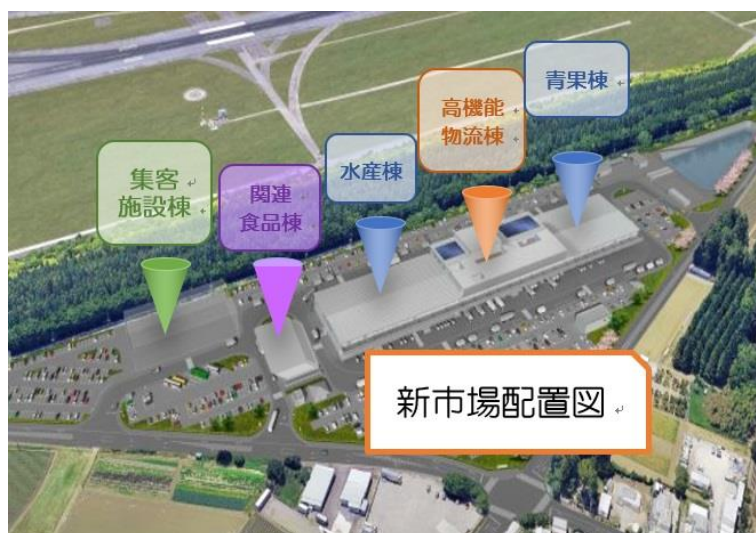 集客
施設棟
関連
食品棟
水産棟
高機能
物流棟
青果棟
新市場配置図